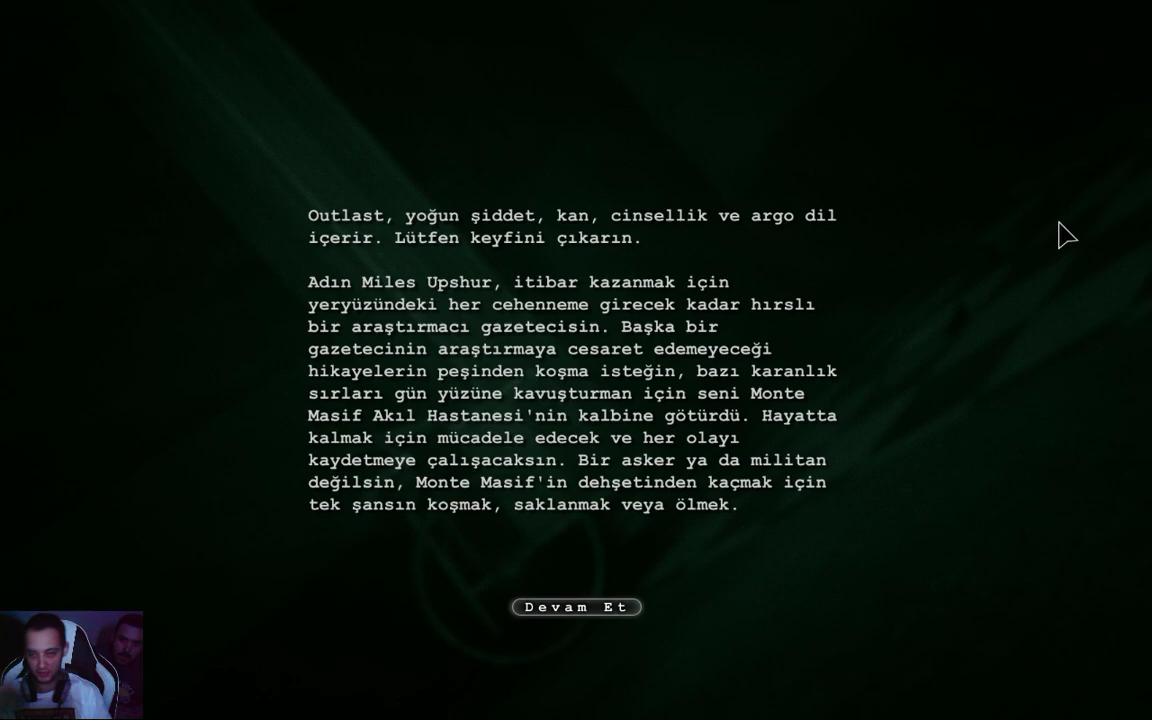 Outlast, yoğun şiddet, kan, cinsellik ve argo dil
içerir. Lütfen keyfini çıkarın.
Adın Miles Upshur, itibar kazanmak için
yeryüzündeki her cehenneme girecek kadar hırslı
bir araştırmacı gazetecisin. Başka bir
gazetecinin araştırmaya cesaret edemeyeceği
hikayelerin peşinden koşma isteğin, bazı karanlık
sırları gün yüzüne kavuşturman için seni Monte
Masif Akıl Hastanesi'nin kalbine götürdü. Hayatta
kalmak için mücadele edecek ve her olayı
kaydetmeye çalışacaksın. Bir asker ya da militan
değilsin, Monte Masif'in dehşetinden kaçmak için
tek şansın koşmak, saklanmak veya ölmek.
Devam Et